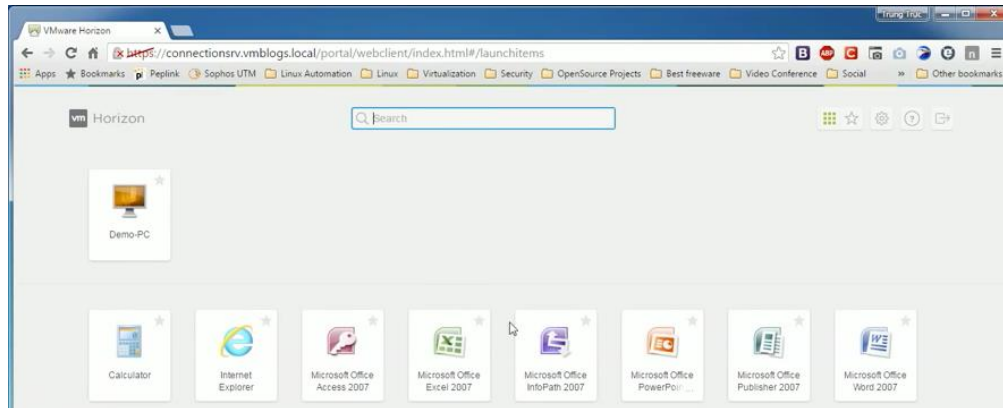 Trung Truc
VMware Horizon
https://connectionsrv.vmblogs.local/portal/webclient/index.html#/launchitems
Apps Bookmarks Peplink Sophos UTM Linux Automation Linux Virtualization Security OpenSource Projects Best freeware Video Conference Social » Other bookmarks
vm Horizon
Search
Demo-PC
Calculator
Internet
Explorer
Microsoft Office
Access 2007
Microsoft Office
Excel 2007
Microsoft Office
InfoPath 2007
Microsoft Office
PowerPoin ...
Microsoft Office
Publisher 2007
Microsoft Office
Word 2007